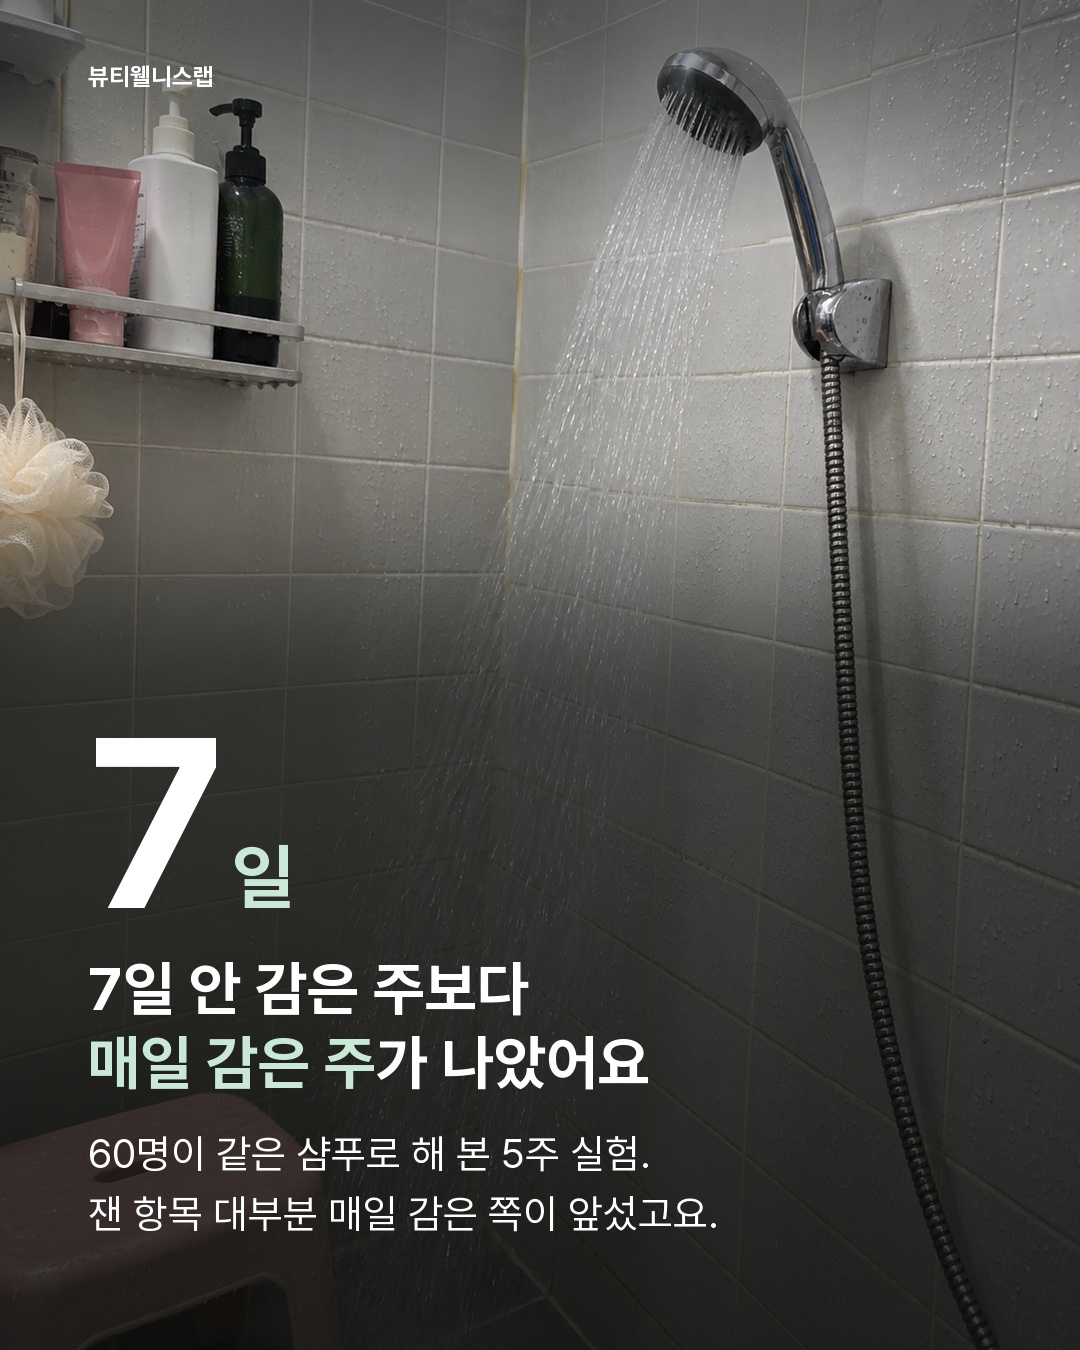 뷰티웰니스랩
7일
7일 안 감은 주보다
매일 감은 주가 나았어요
60명이 같은 샴푸로 해 본 5주 실험.
잰 항목 대부분 매일 감은 쪽이 앞섰고요.